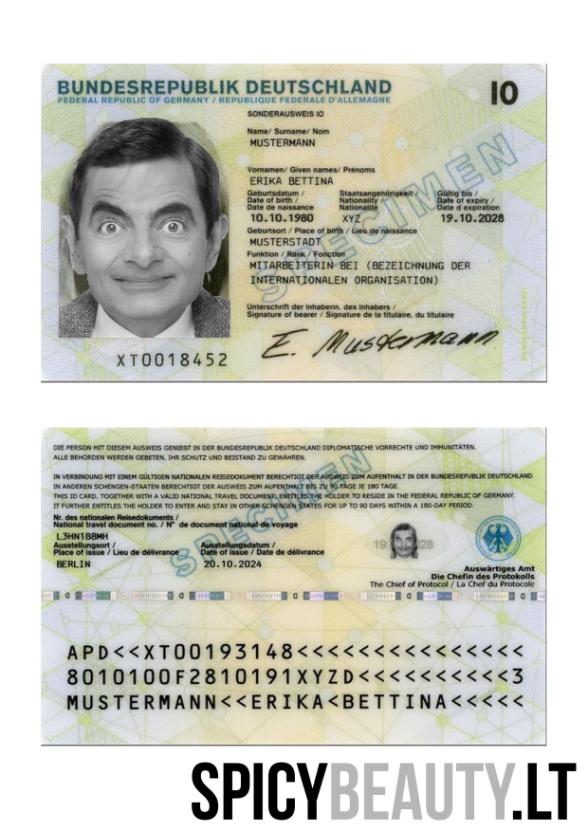 BUNDESREPUBLIK DEUTSCHLAND
FEDERAL REPUBLIC OF GERMANY / REPUBLIQUE FEDERALE D'ALLEMAGNE
IO
SONDERAUSWEIS IO
Name/ Surname/ Nom
MUSTERMANN
Vornamen/ Given names/ Prenoms
ERIKA BETTINA
Geburtsdatum / Staatsangehörigkeit / Gültig bis /
Date of birth / Nationality / Date of expiry /
Date de naissance Nationalite Date d expiration
10.10.1980 XYZ 19.10.2028
Geburtsort / Place of birth / Lieu de naissance
MUSTERSTADT
Funktion / Rank / Fonction
MITARBEITERIN BEI (BEZEICHNUNG DER
INTERNATIONALEN ORGANISATION)
Unterschrift der Inhaberin. des Inhabers /
Signature of bearer / Signature de la titulaire. du titulaire
E. Mustermann
XT0018452
SPECIMEN
DIE PERSON MIT DIESEM AUSWEIS GENIEßT IN DER BUNDESREPUBLIK DEUTSCHLAND DIPLOMATISCHE VORRECHTE UND IMMUNITÄTEN.
ALLE BEHÖRDEN WERDEN GEBETEN, IHR SCHUTZ UND BEISTAND ZU GEWÄHREN.
IN VERBINDUNG MIT EINEM GÜLTIGEN NATIONALEN REISEDOKUMENT BERECHTIGT DER AUSWEIS ZUM AUFENTHALT IN DER BUNDESREPUBLIK DEUTSCHLAND.
IN ANDEREN SCHENGEN-STAATEN BERECHTIGT DER AUSWEIS ZUM AUFENTHALT BIS ZU 90 TAGE JE 180 TAGE.
THIS ID CARD, TOGETHER WITH A VALID NATIONAL TRAVEL DOCUMENT, ENTITLES THE HOLDER TO RESIDE IN THE FEDERAL REPUBLIC OF GERMANY.
IT FURTHER ENTITLES THE HOLDER TO ENTER AND STAY IN OTHER SCHENGEN STATES FOR UP TO 90 DAYS WITHIN A 180-DAY PERIOD.
Nr. des nationalen Reisedokuments /
National travel document no. / N° de document national de voyage
L3HN188MH
Ausstellungsort / Ausstellungsdatum /
Place of issue / Lieu de délivrance Date of issue / Date de délivrance
BERLIN 20.10.2024
19 28
SPECIMEN
Auswärtiges Amt
Die Chefin des Protokolls
The Chief of Protocol / La Chef du Protocole
APD<<XT00193148<<<<<<<<<<<<<<<
8010100F2810191XYZD<<<<<<<<<<3
MUSTERMANN<<ERIKA<BETTINA<<<<<
SPICYBEAUTY.LT